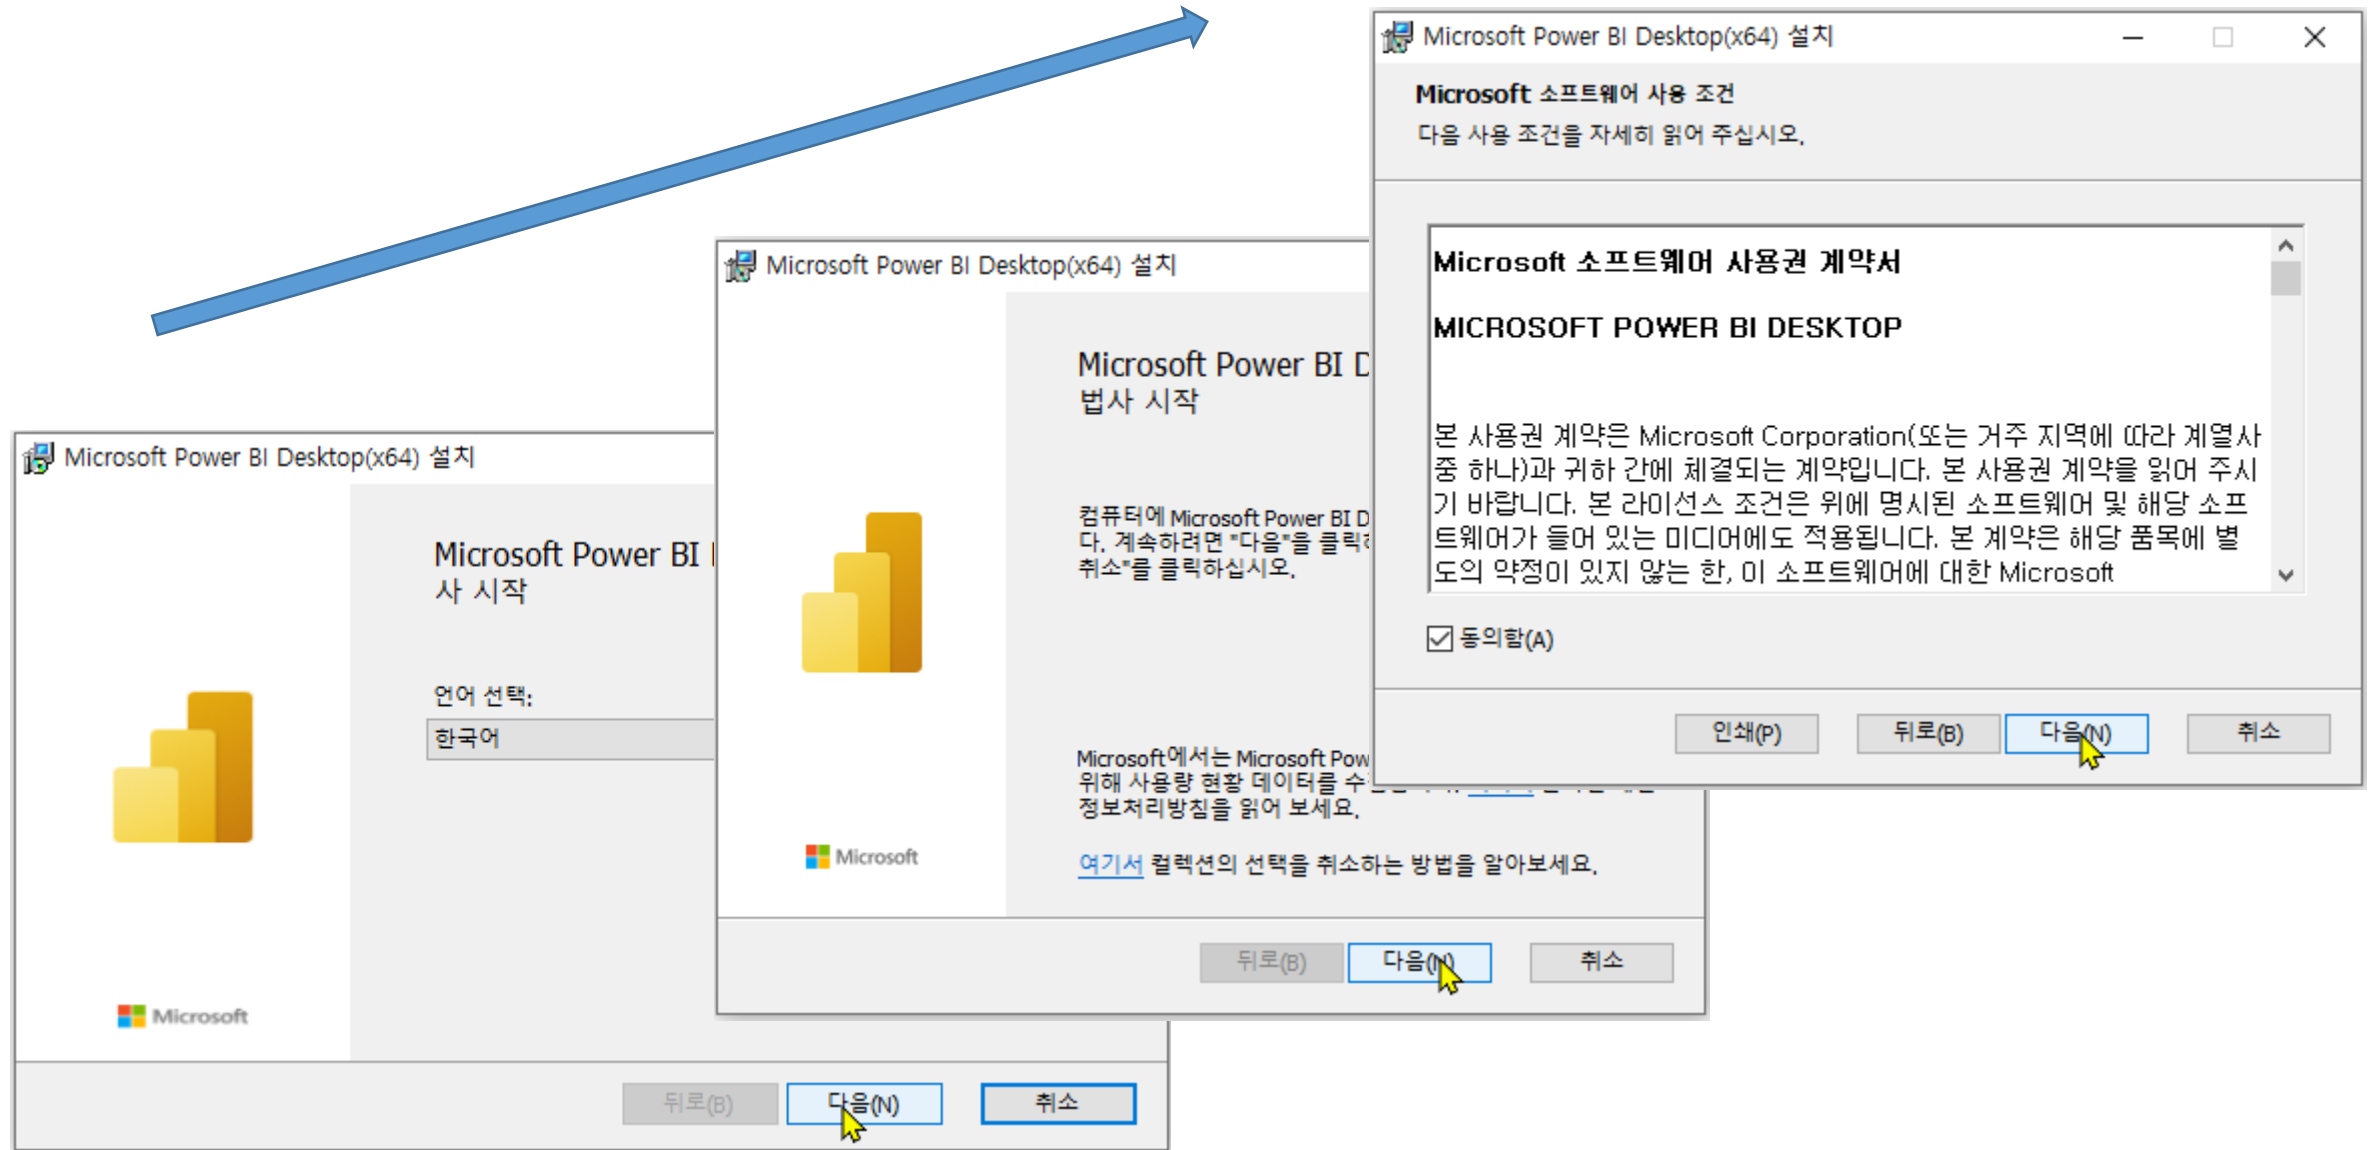 Microsoft Power BI Desktop(x64) 설치
Microsoft Power BI
사 시작
언어 선택:
한국어
Microsoft
뒤로(B)
다음(N)
취소
Microsoft Power BI Desktop(x64) 설치
Microsoft Power BI D
법사 시작
컴퓨터에 Microsoft Power BI D
다. 계속하려면 "다음"을 클릭하
취소"를 클릭하십시오.
Microsoft에서는 Microsoft Pow
위해 사용량 현황 데이터를
정보처리방침을 읽어 보세요.
여기서 컬렉션의 선택을 취소하는 방법을 알아보세요.
Microsoft
뒤로(B)
다음(N)
취소
Microsoft Power BI Desktop(x64) 설치
Microsoft 소프트웨어 사용 조건
다음 사용 조건을 자세히 읽어 주십시오.
Microsoft 소프트웨어 사용권 계약서
MICROSOFT POWER BI DESKTOP
본 사용권 계약은 Microsoft Corporation(또는 거주 지역에 따라 계열사
중 하나)과 귀하 간에 체결되는 계약입니다. 본 사용권 계약을 읽어 주시
기 바랍니다. 본 라이선스 조건은 위에 명시된 소프트웨어 및 해당 소프
트웨어가 들어 있는 미디어에도 적용됩니다. 본 계약은 해당 품목에 별
도의 약정이 있지 않는 한, 이 소프트웨어에 대한 Microsoft
동의함(A)
인쇄(P)
뒤로(B)
다음(N)
취소